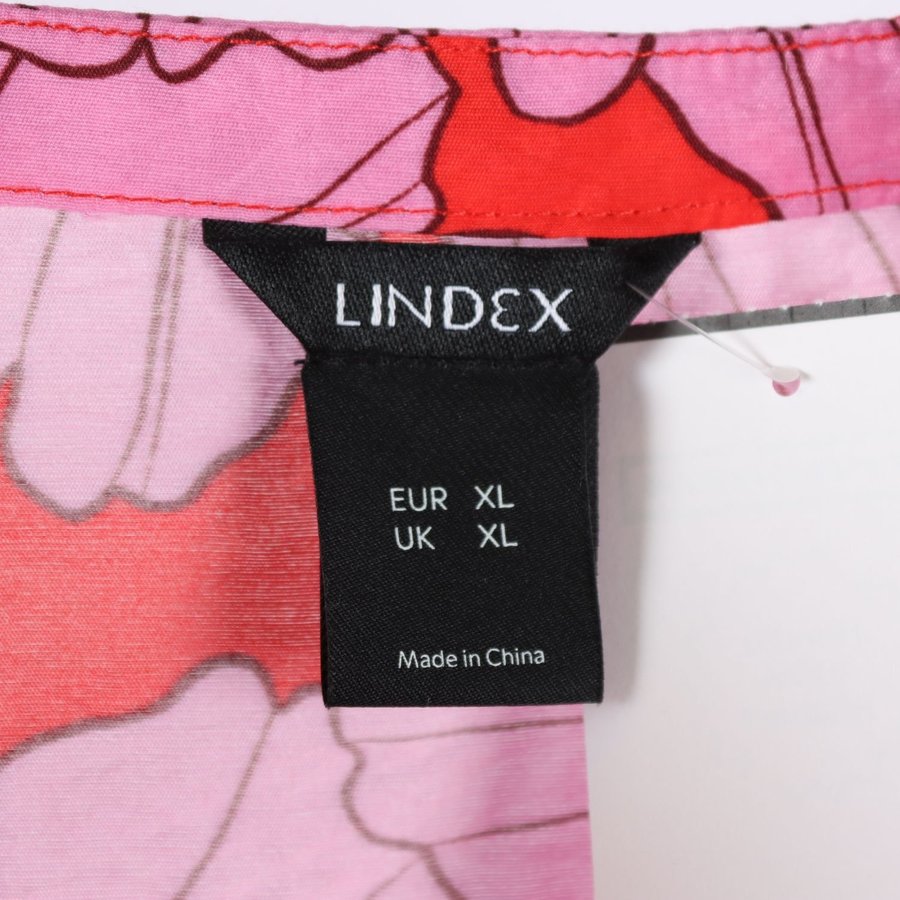 LINDEX
EUR XL
UK XL
Made in China